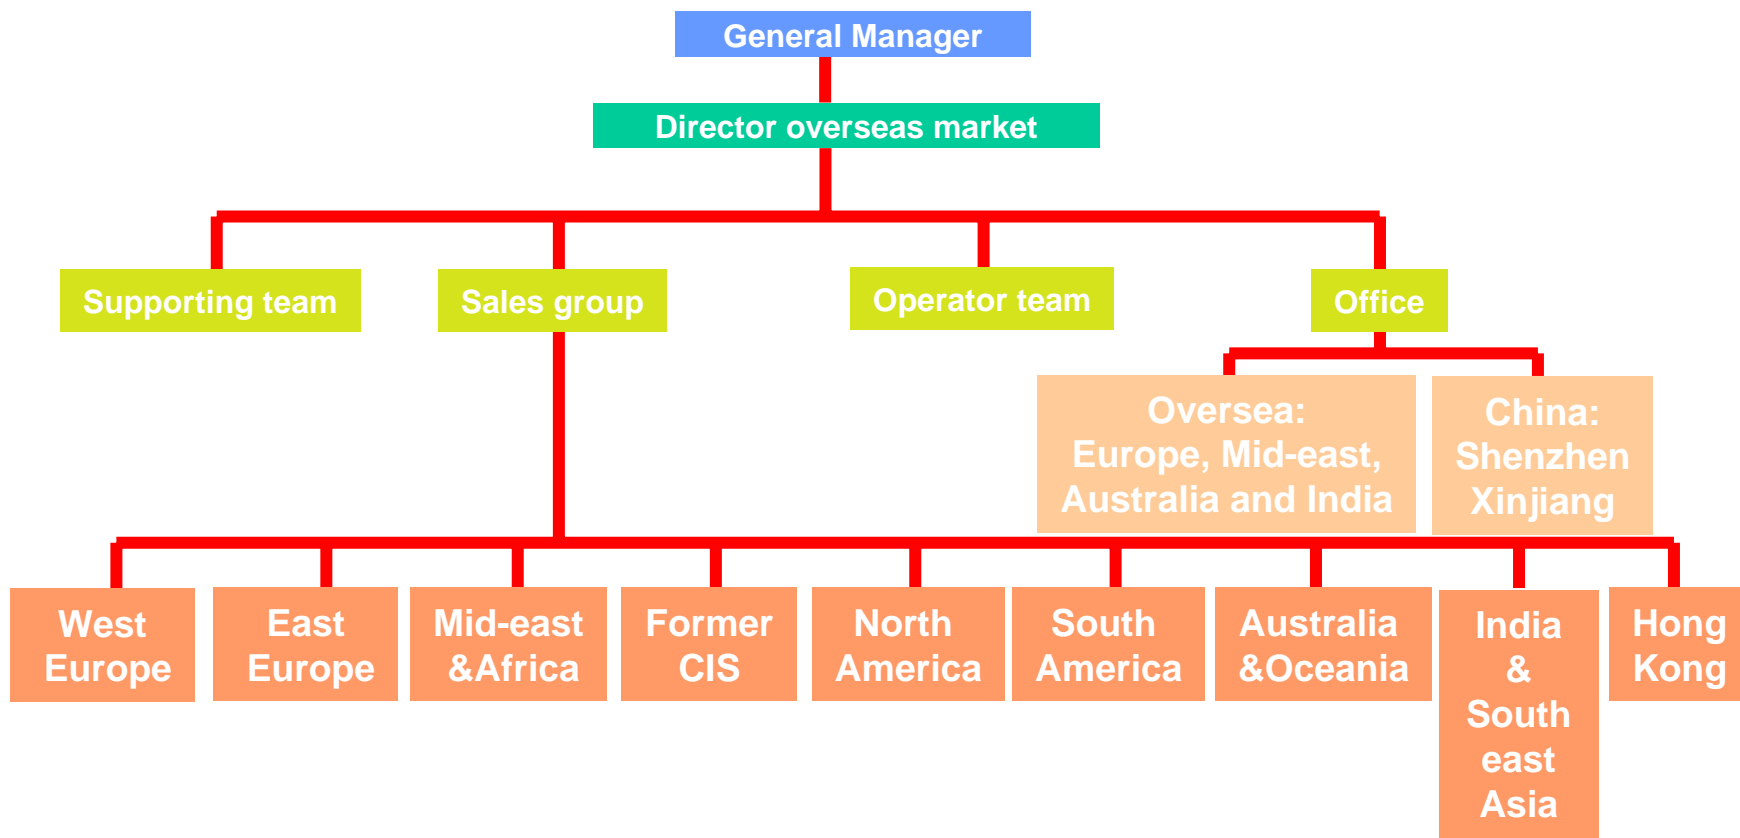 General Manager
Director overseas market
Supporting team
Sales group
Operator team
Office
Oversea:
Europe, Mid-east,
Australia and India
China:
Shenzhen
Xinjiang
West
Europe
East
Europe
Mid-east
&Africa
Former
CIS
North
America
South
America
Australia
&Oceania
India
&
South
east
Asia
Hong
Kong